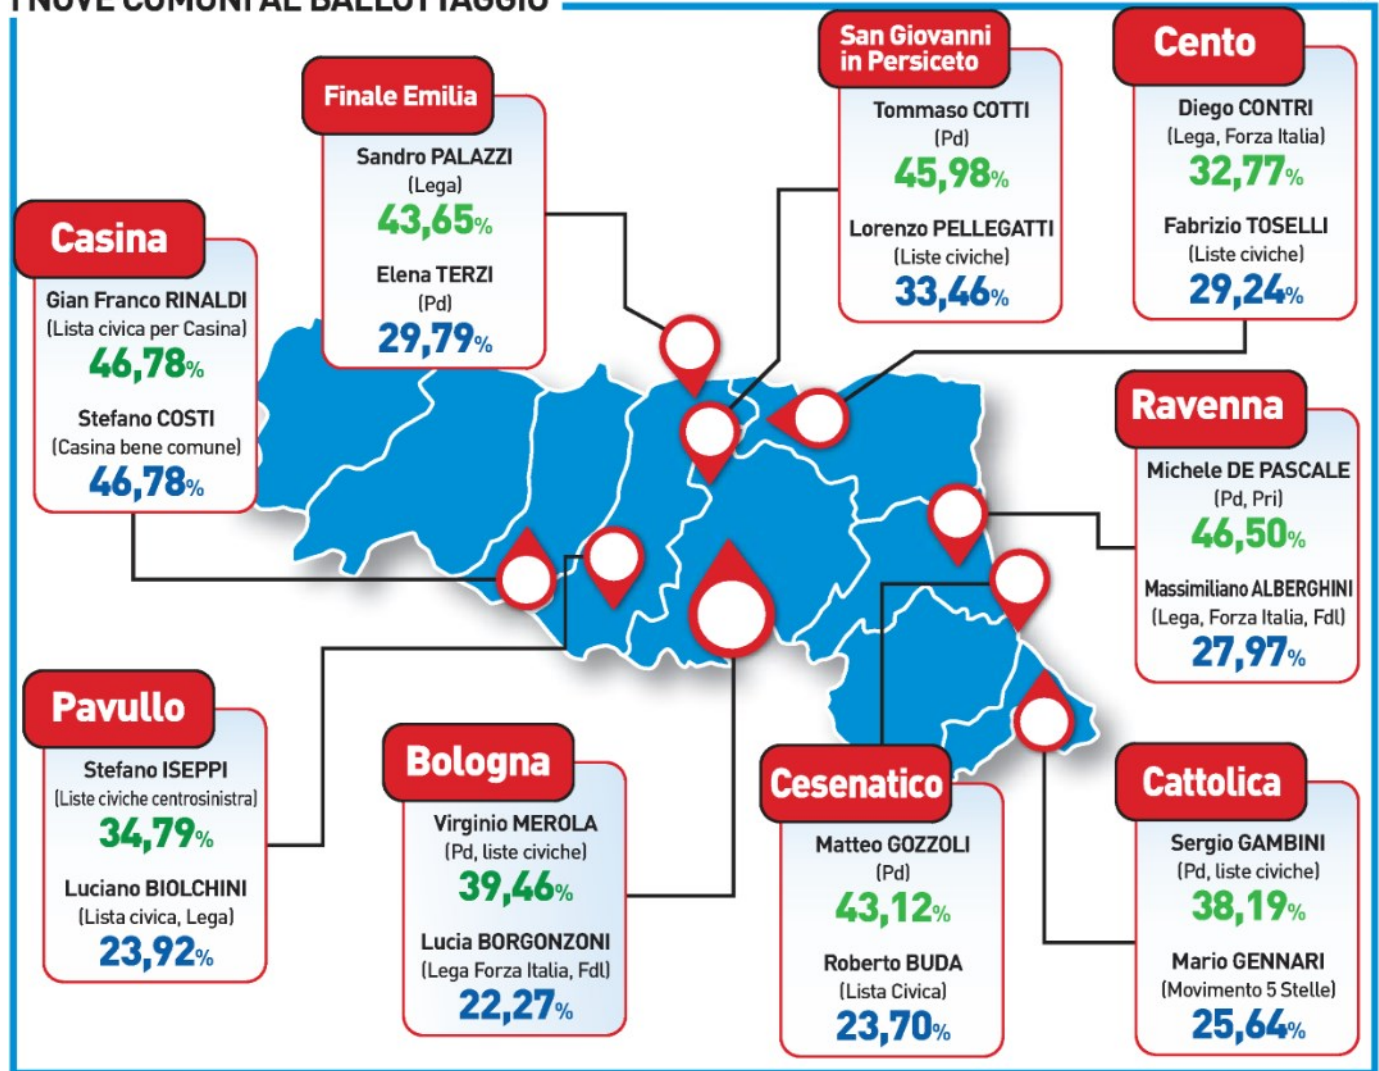 I NOVE COMUNI AL BALLOTTAGGIO
Finale Emilia
Sandro PALAZZI
(Lega)
43,65%
Elena TERZI
(Pd)
29,79%
San Giovanni
in Persiceto
Tommaso COTTI
(Pd)
45,98%
Lorenzo PELLEGATTI
(Liste civiche)
33,46%
Cento
Diego CONTRI
(Lega, Forza Italia)
32,77%
Fabrizio TOSELLI
(Liste civiche)
29,24%
Casina
Gian Franco RINALDI
(Lista civica per Casina)
46,78%
Stefano COSTI
(Casina bene comune)
46,78%
Ravenna
Michele DE PASCALE
(Pd, Pri)
46,50%
Massimiliano ALBERGHINI
(Lega, Forza Italia, FdI)
27,97%
Pavullo
Stefano ISEPPI
(Liste civiche centrosinistra)
34,79%
Luciano BIOLCHINI
(Lista civica, Lega)
23,92%
Bologna
Virginio MEROLA
(Pd, liste civiche)
39,46%
Lucia BORGONZONI
(Lega Forza Italia, FdI)
22,27%
Cesenatico
Matteo GOZZOLI
(Pd)
43,12%
Roberto BUDA
(Lista Civica)
23,70%
Cattolica
Sergio GAMBINI
(Pd, liste civiche)
38,19%
Mario GENNARI
(Movimento 5 Stelle)
25,64%